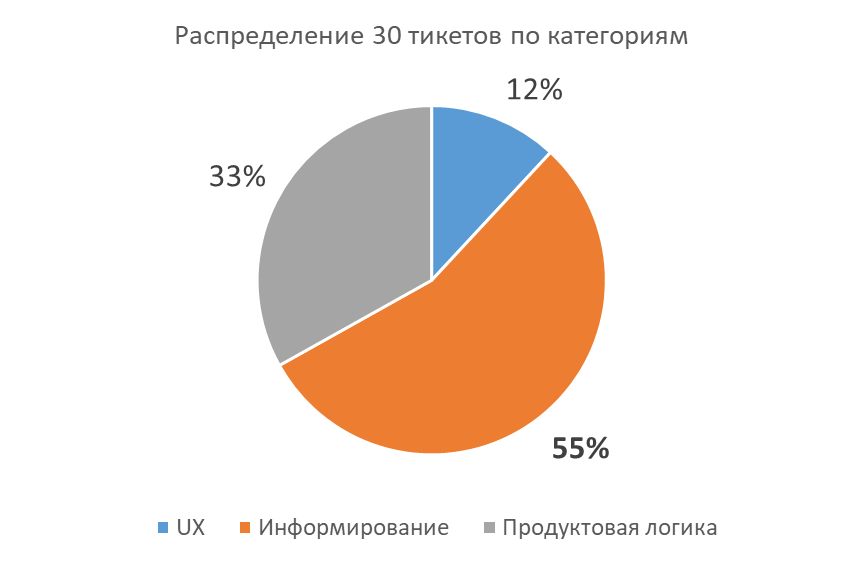 Распределение 30 тикетов по категориям
12%
33%
55%
UX
Информирование
Продуктовая логика